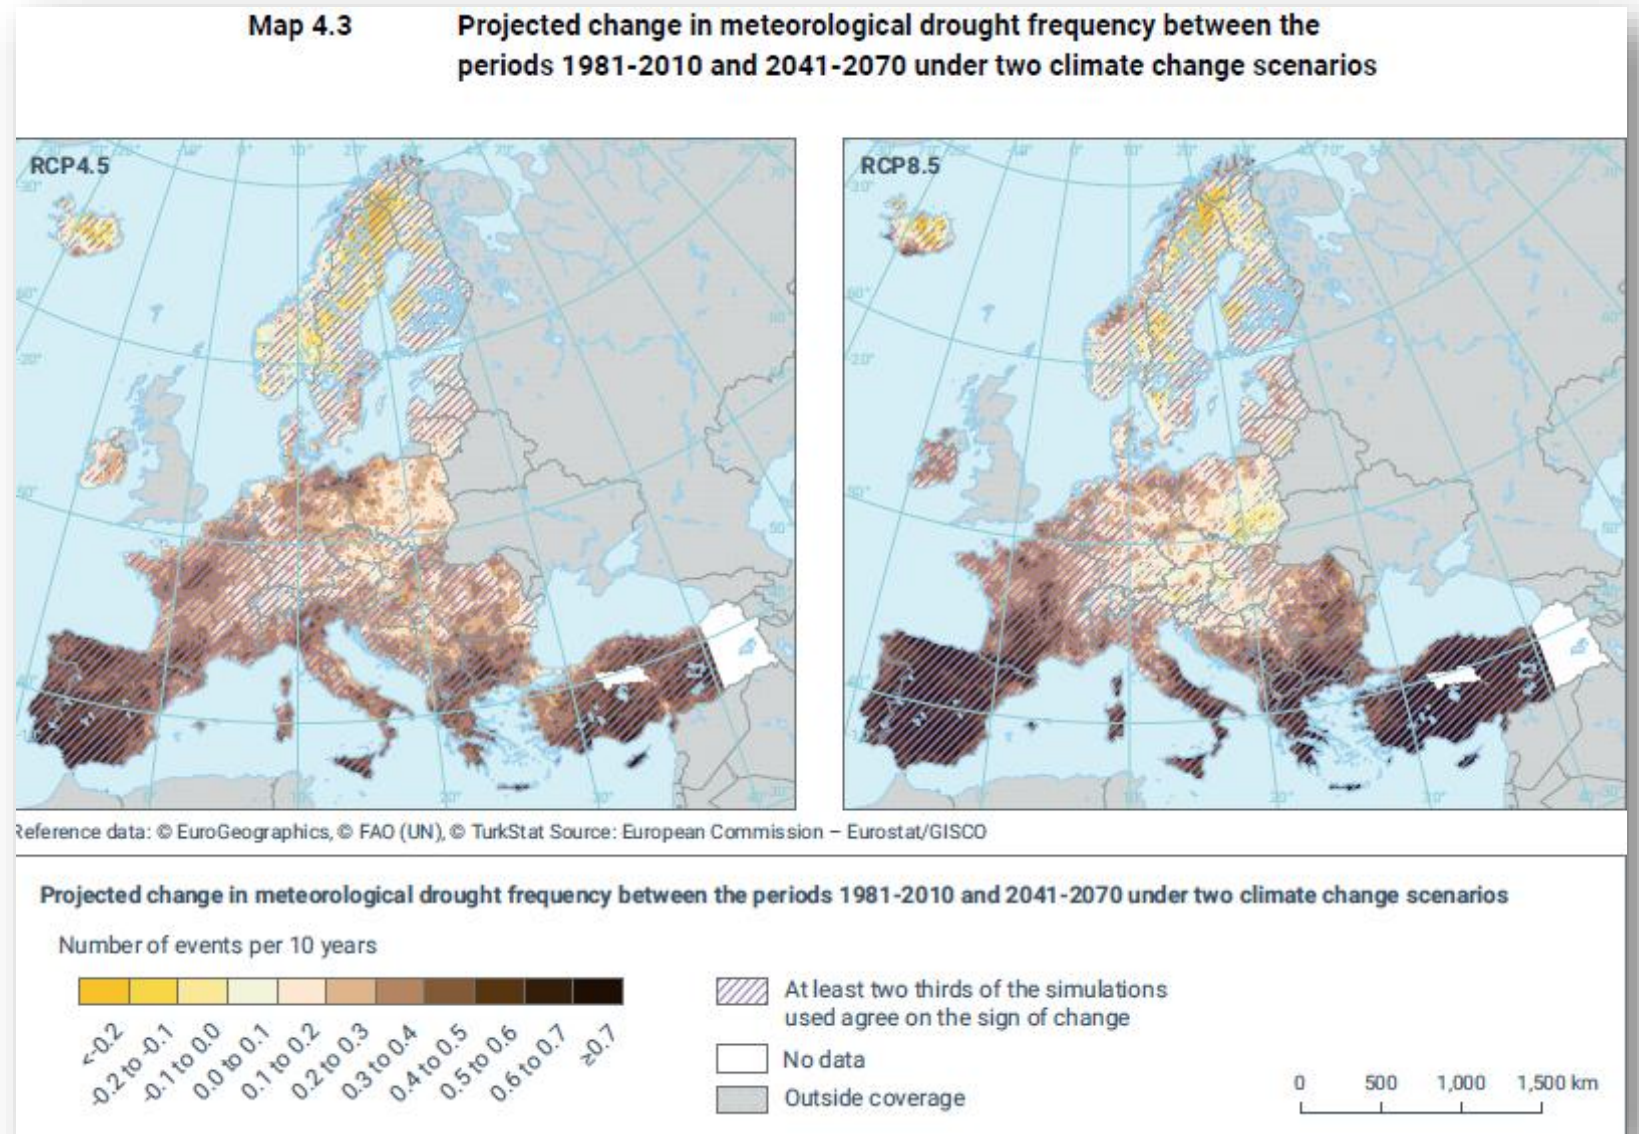 Map 4.3 Projected change in meteorological drought frequency between the
periods 1981-2010 and 2041-2070 under two climate change scenarios
RCP4.5
RCP8.5
Reference data: © EuroGeographics, © FAO (UN), © TurkStat Source: European Commission – Eurostat/GISCO
Projected change in meteorological drought frequency between the periods 1981-2010 and 2041-2070 under two climate change scenarios
Number of events per 10 years
<-0.2
-0.2 to -0.1
-0.1 to 0.0
0.0 to 0.1
0.1 to 0.2
0.2 to 0.3
0.3 to 0.4
0.4 to 0.5
0.5 to 0.6
0.6 to 0.7
≥0.7
At least two thirds of the simulations
used agree on the sign of change
No data
Outside coverage
0 500 1,000 1,500 km